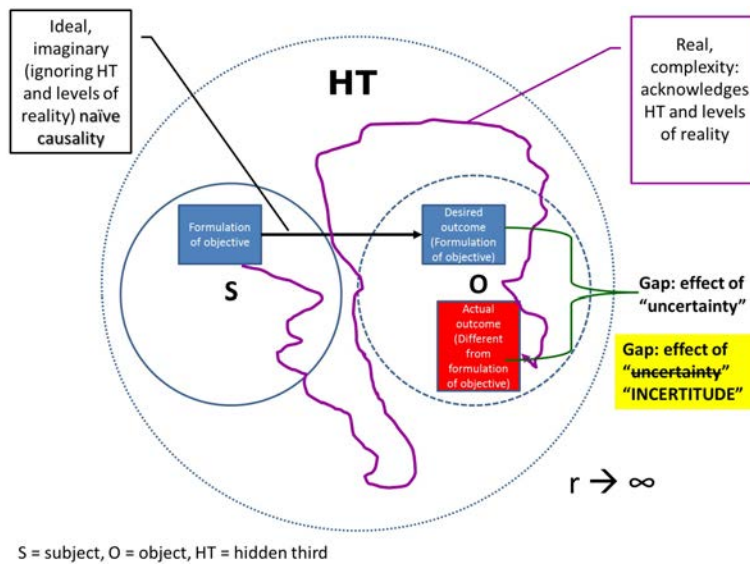 Ideal,
imaginary
(ignoring HT
and levels of
reality) naïve
causality
HT
Real,
complexity:
acknowledges
HT and levels
of reality
Formulation
of objective
Desired
outcome
(Formulation
of objective)
S
O
Actual
outcome
(Different
from
formulation
of objective)
Gap: effect of
“uncertainty”
Gap: effect of
“uncertainty”
“INCERTITUDE”
r → ∞
S = subject, O = object, HT = hidden third